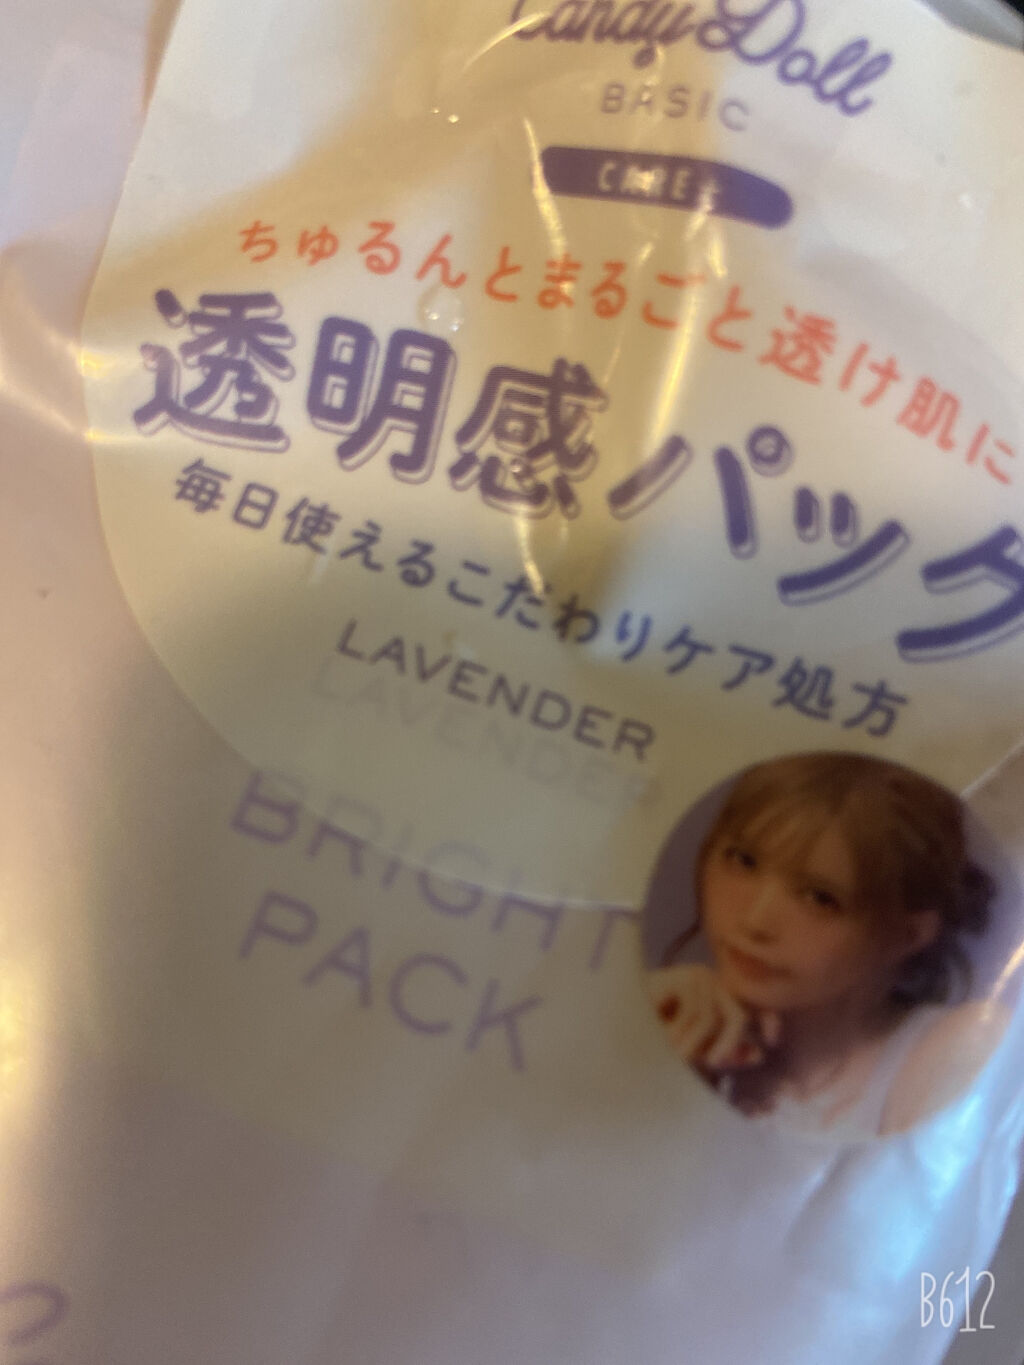 Candy Doll
BASIC
CARE±
ちゅるんとまるごと透け肌に
透明感パック
毎日使えるこだわりケア処方
LAVENDER
BRIGHT
PACK
B612